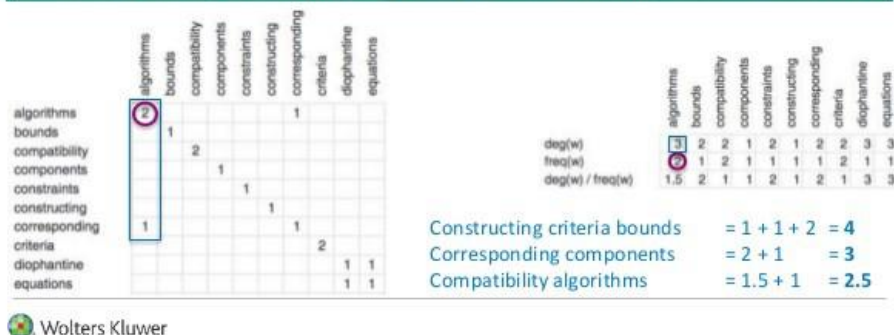 algorithms
bounds
compatibility
components
constraints
constructing
corresponding
criteria
diophantine
equations
algorithms 2 1
bounds 1
compatibility 2
components 1
constraints 1
constructing 1
corresponding 1 1
criteria 2
diophantine 1 1
equations 1 1
algorithms
bounds
compatibility
components
constraints
constructing
corresponding
criteria
diophantine
equations
deg(w) 3 2 2 1 2 1 2 2 3 3
freq(w) 2 1 2 1 1 1 1 2 1 1
deg(w) / freq(w) 1.5 2 1 1 2 1 2 1 3 3
Constructing criteria bounds = 1 + 1 + 2 = 4
Corresponding components = 2 + 1 = 3
Compatibility algorithms = 1.5 + 1 = 2.5
Wolters Kluwer